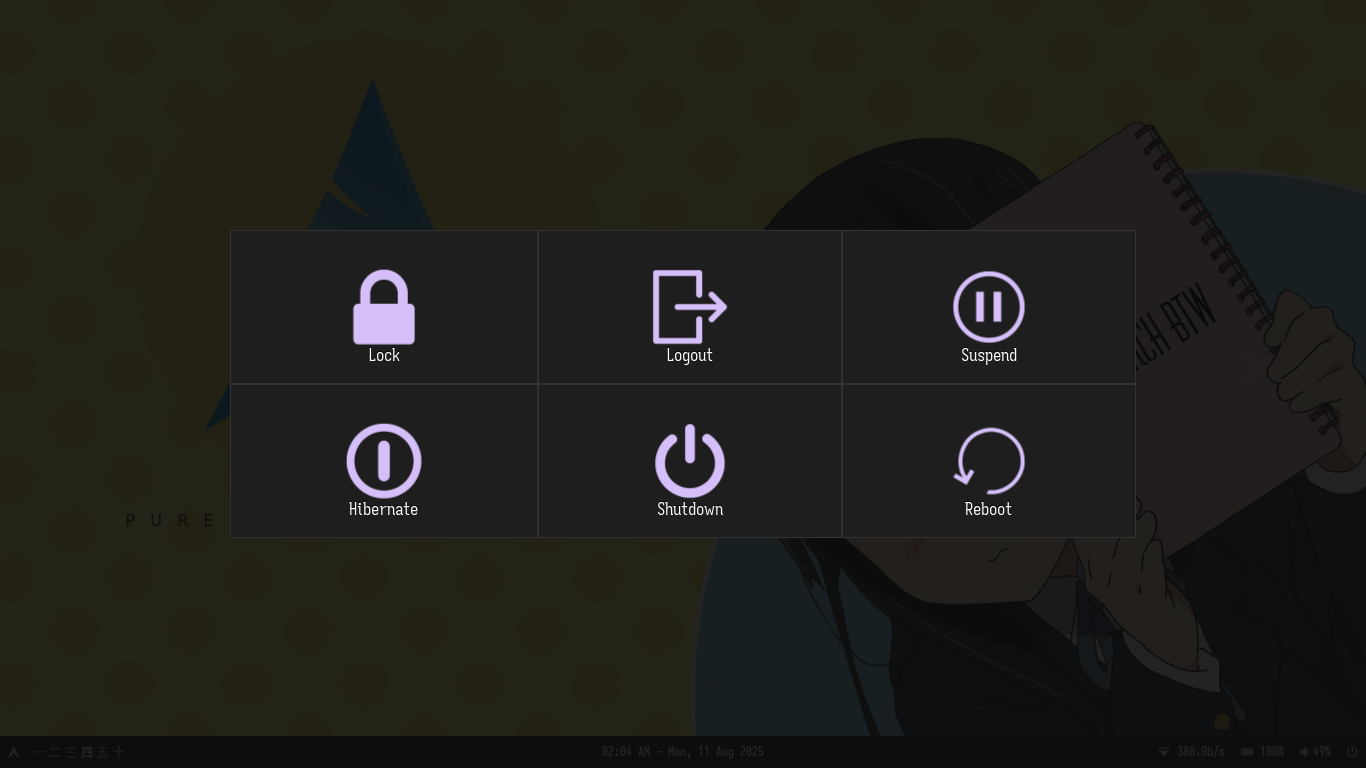 CH BTW
Lock
Logout
Suspend
Hibernate
Shutdown
Reboot
PURE
一 二 三 四 五 十
02:04 AM - Mon, 11 Aug 2025
380.0b/s
100%
49%